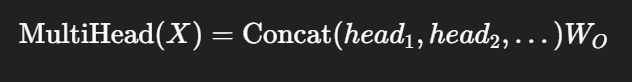 MultiHead(X) = Concat(head₁, head₂, ...)W_O